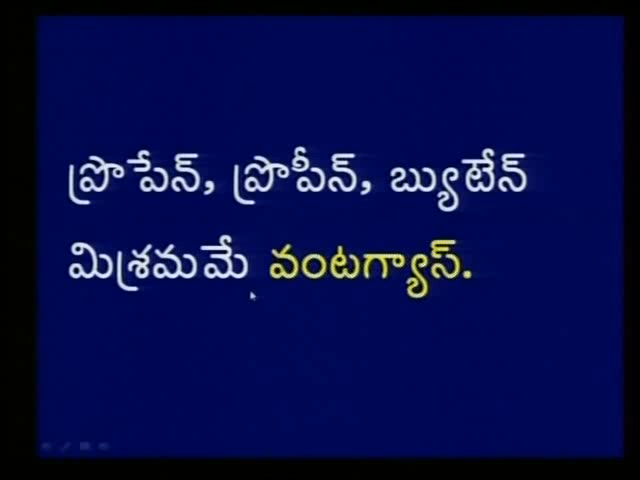 ప్రొపేన్, ప్రొపీన్, బ్యుటేన్
మిశ్రమమే వంటగ్యాస్.